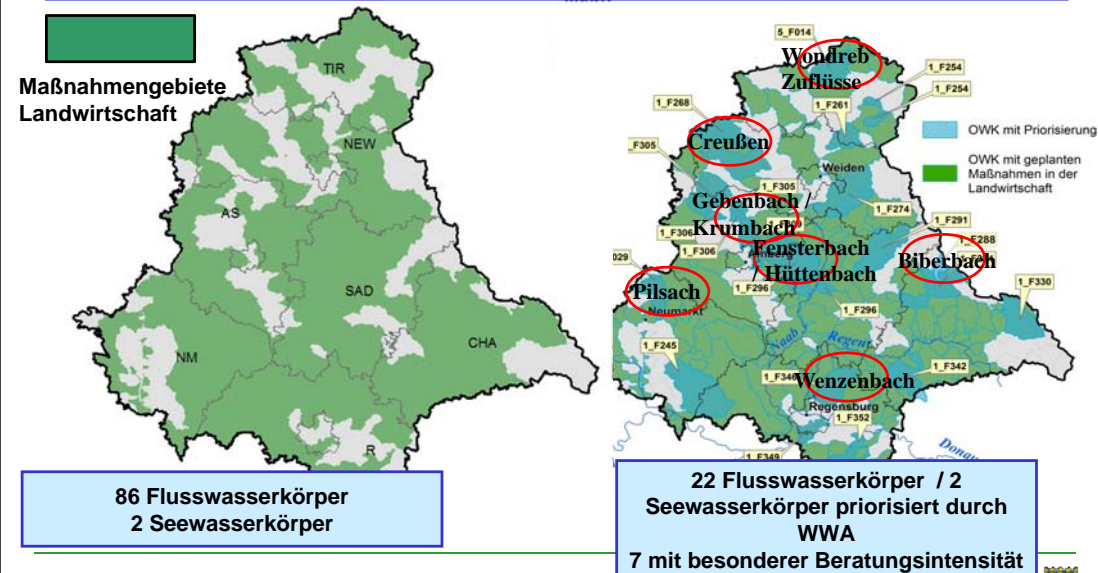 Maßnahmengebiete
Landwirtschaft
TIR
NEW
AS
SAD
NM
CHA
R
86 Flusswasserkörper
2 Seewasserkörper
5_F014
Wondreb
Zuflüsse
1_F254
1_F254
1_F268
1_F261
OWK mit Priorisierung
Creußen
F305
OWK mit geplanten
Maßnahmen in der
Landwirtschaft
Weiden
1_F305
Gebenbach /
Krumbach
1_F274
1_F306
1_F291
1_F306
Fensterbach
/ Hüttenbach
1_F288
Biberbach
029
1_F296
1_F330
Pilsach
Neumarkt
1_F296
Naab
Regen
1_F245
1_F342
1_F346
Wenzenbach
Regensburg
1_F352
1_F349
Donau
22 Flusswasserkörper / 2
Seewasserkörper priorisiert durch
WWA
7 mit besonderer Beratungsintensität